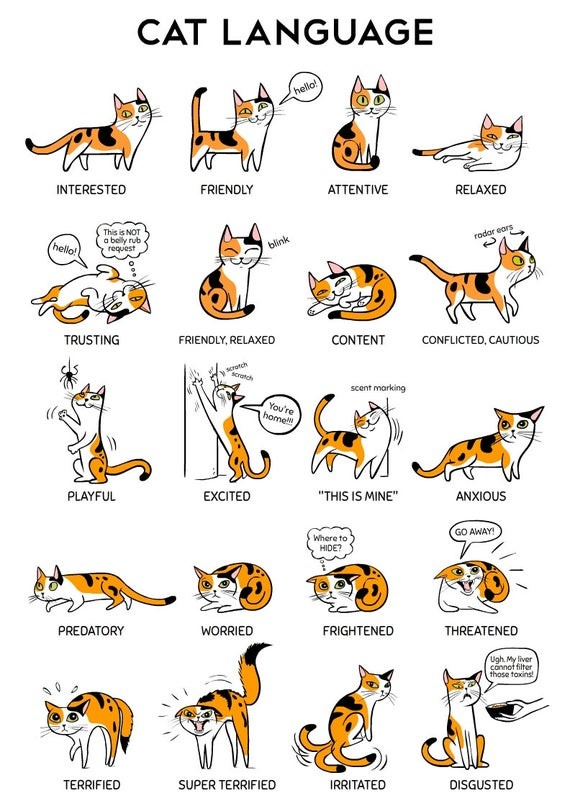 CAT LANGUAGE
hello!
INTERESTED
FRIENDLY
ATTENTIVE
RELAXED
hello!
This is NOT
a belly rub
request
blink
radar ears
TRUSTING
FRIENDLY, RELAXED
CONTENT
CONFLICTED, CAUTIOUS
scratch
scratch
You're
home!!!
scent marking
PLAYFUL
EXCITED
"THIS IS MINE"
ANXIOUS
Where to
HIDE?
GO AWAY!
PREDATORY
WORRIED
FRIGHTENED
THREATENED
Ugh. My liver
cannot filter
those toxins!
TERRIFIED
SUPER TERRIFIED
IRRITATED
DISGUSTED